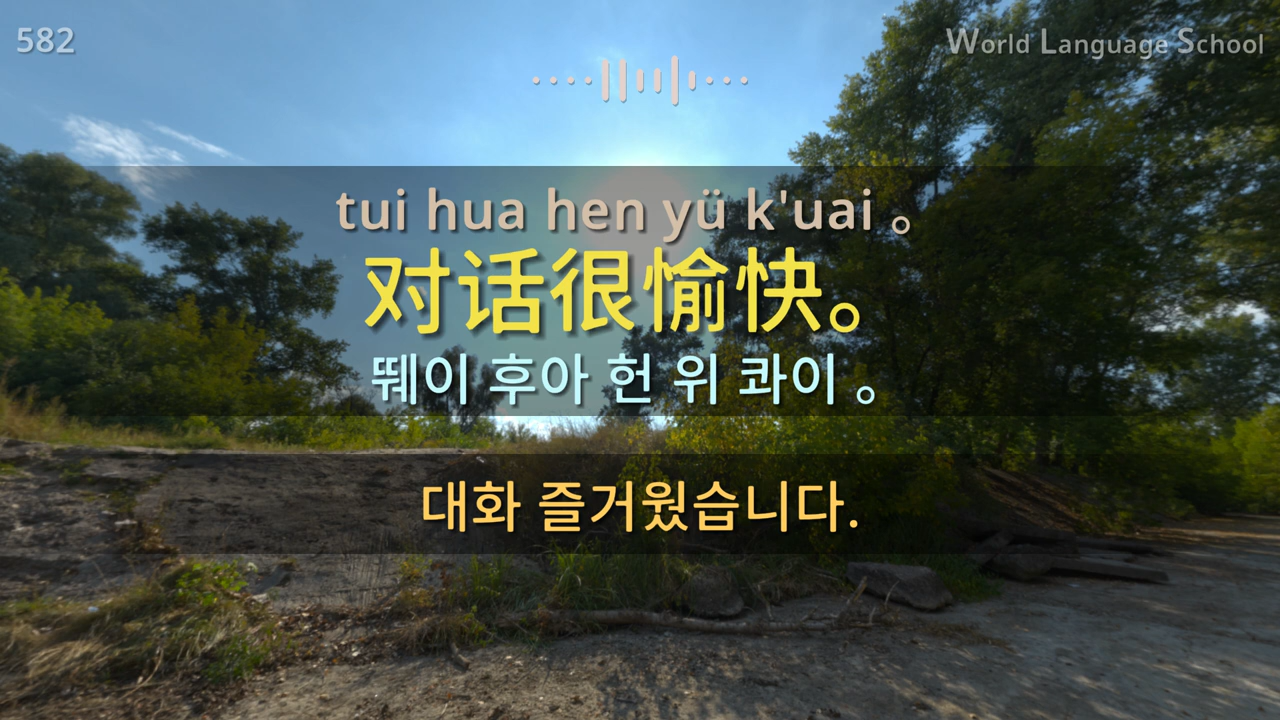 582
World Language School
tui hua hen yü k'uai 。
对话很愉快。
뛔이 후아 헌 위 콰이 。
대화 즐거웠습니다.